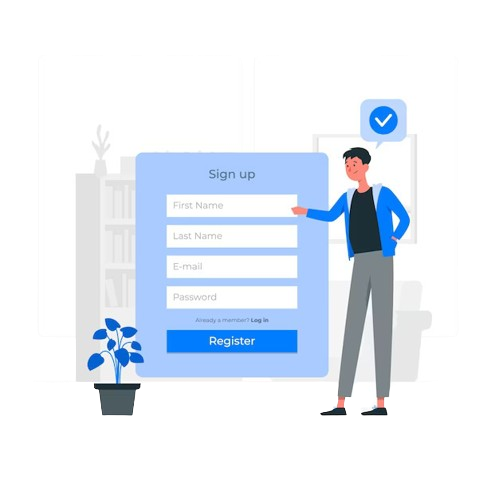 Sign up
First Name
Last Name
E-mail
Password
Already a member? Log in
Register